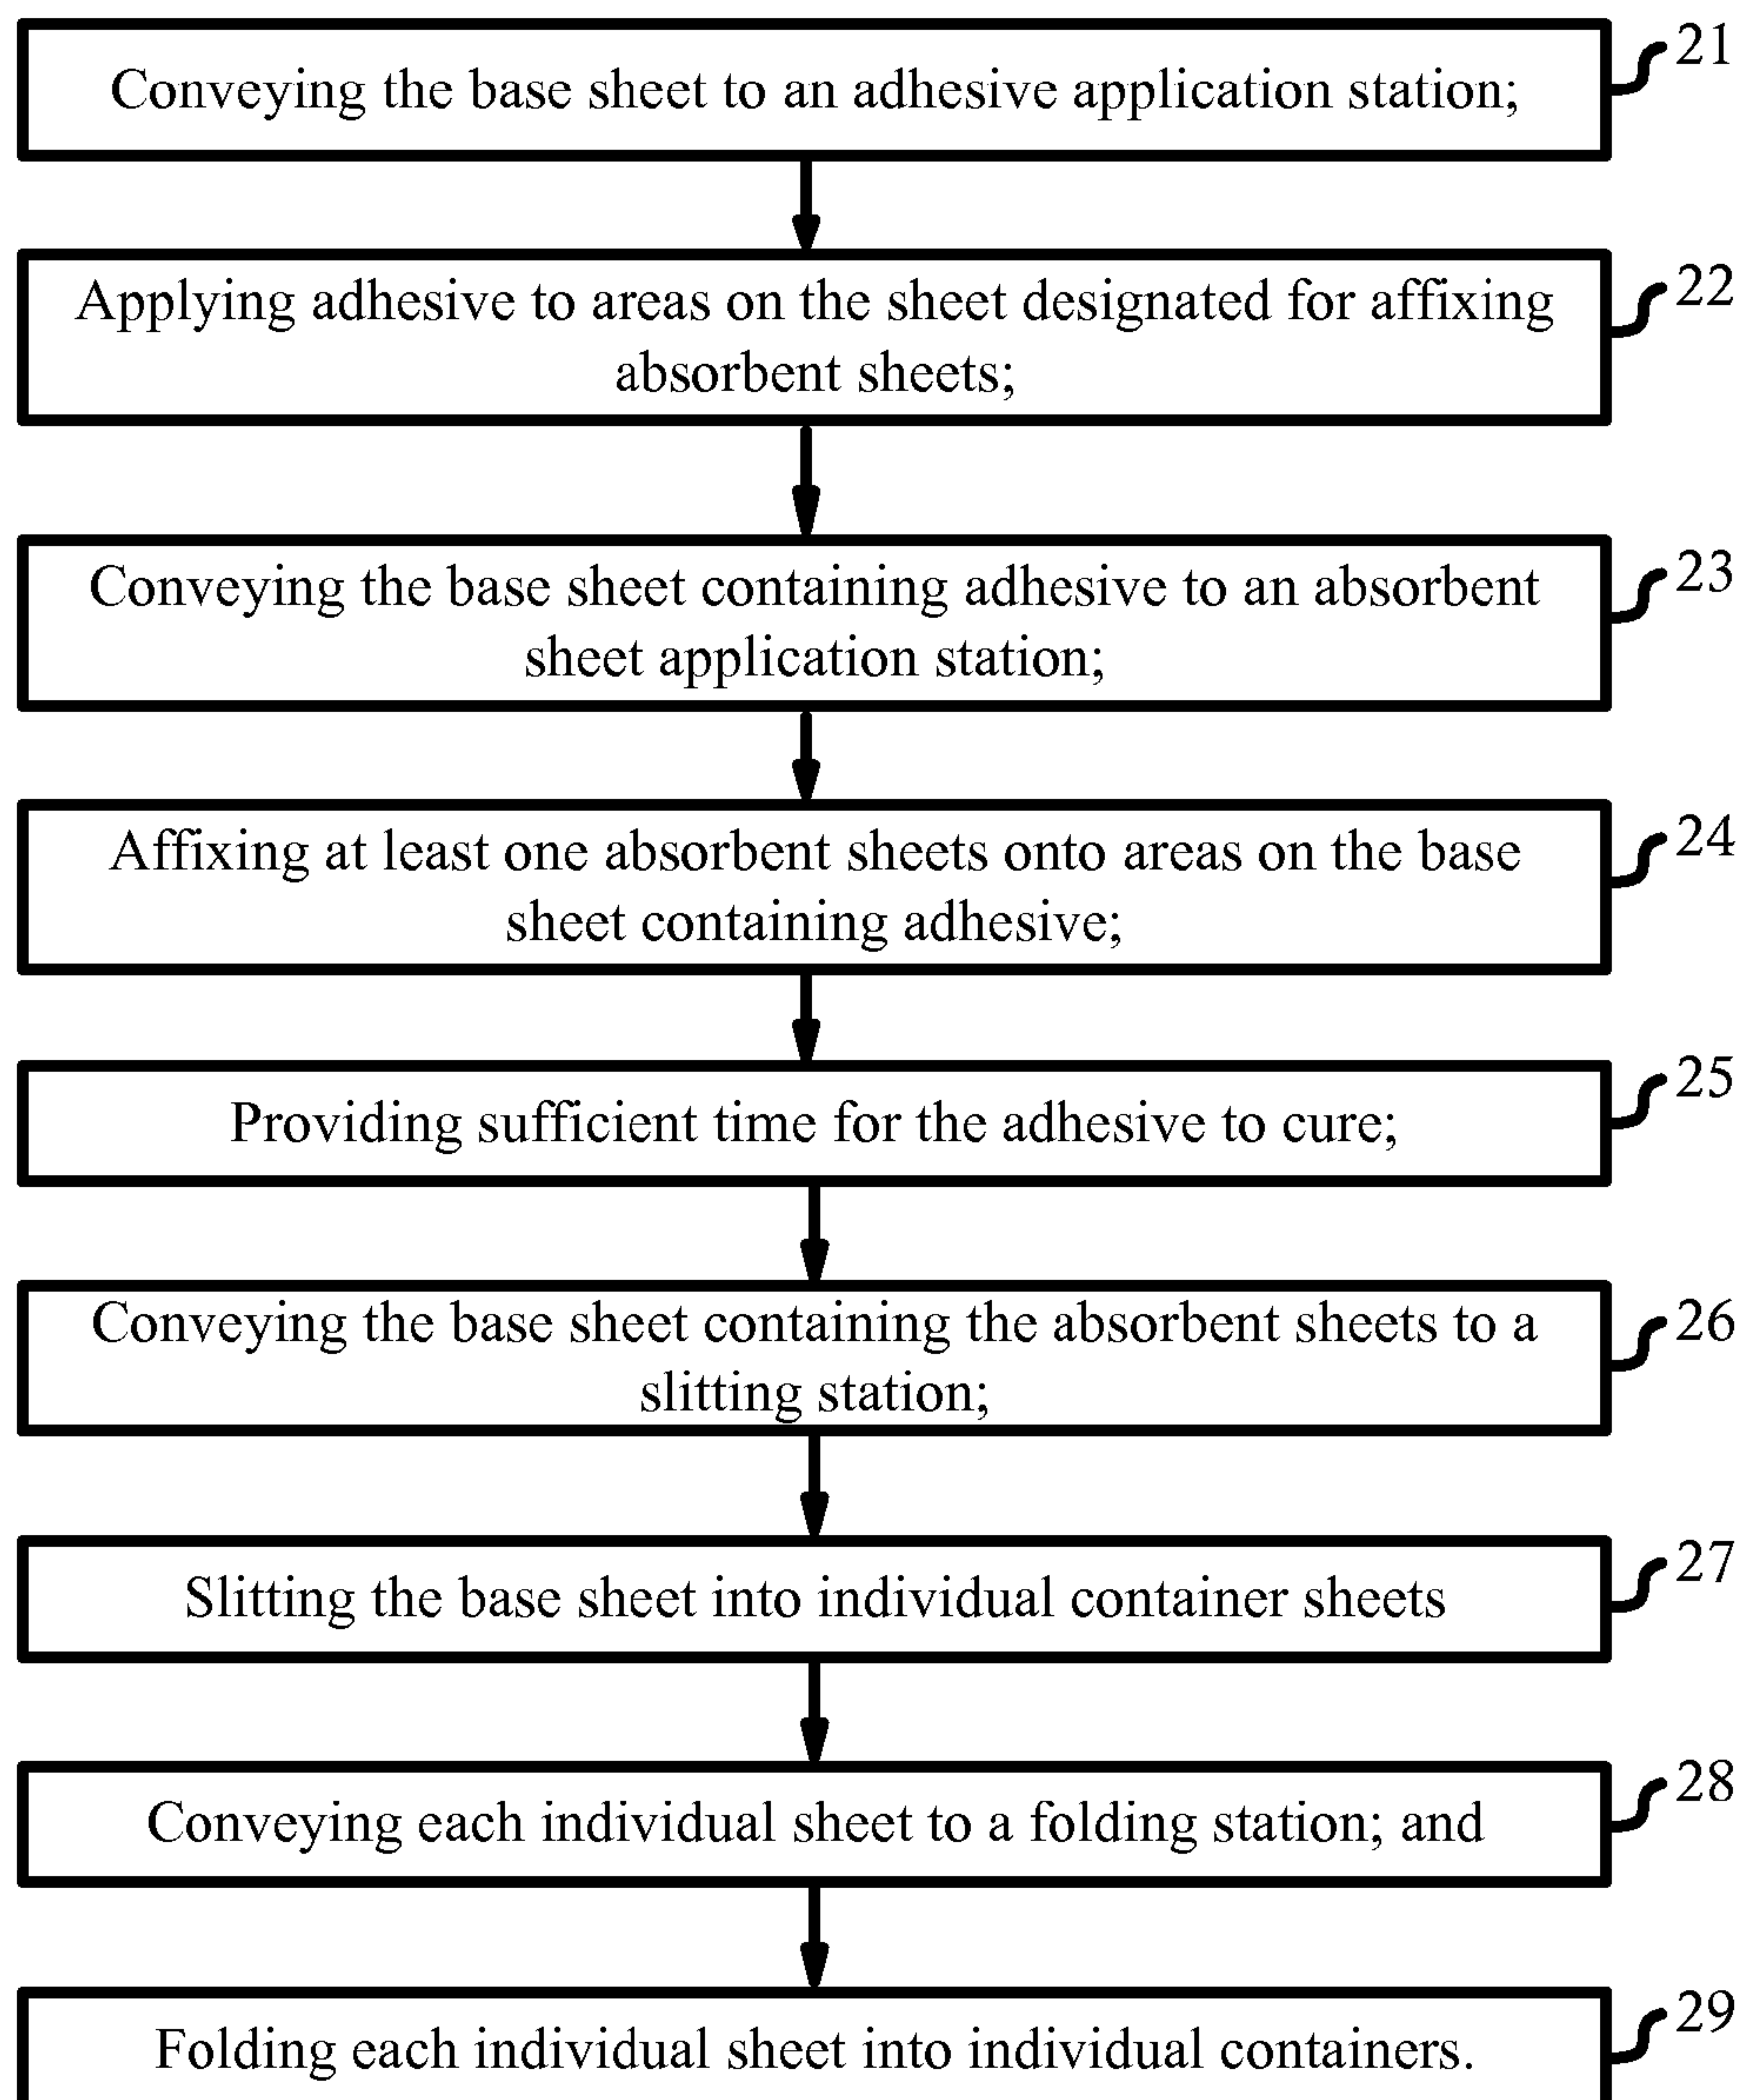 21
Conveying the base sheet to an adhesive application station;
22
Applying adhesive to areas on the sheet designated for affixing
absorbent sheets;
23
Conveying the base sheet containing adhesive to an absorbent
sheet application station;
24
Affixing at least one absorbent sheets onto areas on the base
sheet containing adhesive;
25
Providing sufficient time for the adhesive to cure;
26
Conveying the base sheet containing the absorbent sheets to a
slitting station;
27
Slitting the base sheet into individual container sheets
28
Conveying each individual sheet to a folding station; and
29
Folding each individual sheet into individual containers.